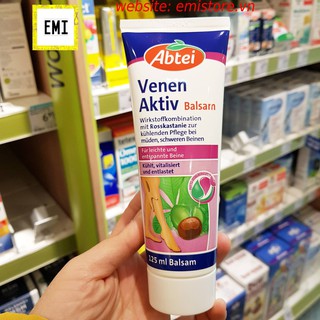 website: emistore.vn
EMI
Abtei
Venen
Aktiv Balsam
Wirkstoffkombination
mit Rosskastanie zur
kühlenden Pflege bei
müden, schweren Beinen
Für leichte und
entspannte Beine
Kühlt, vitalisiert
und entlastet
125 ml Balsam